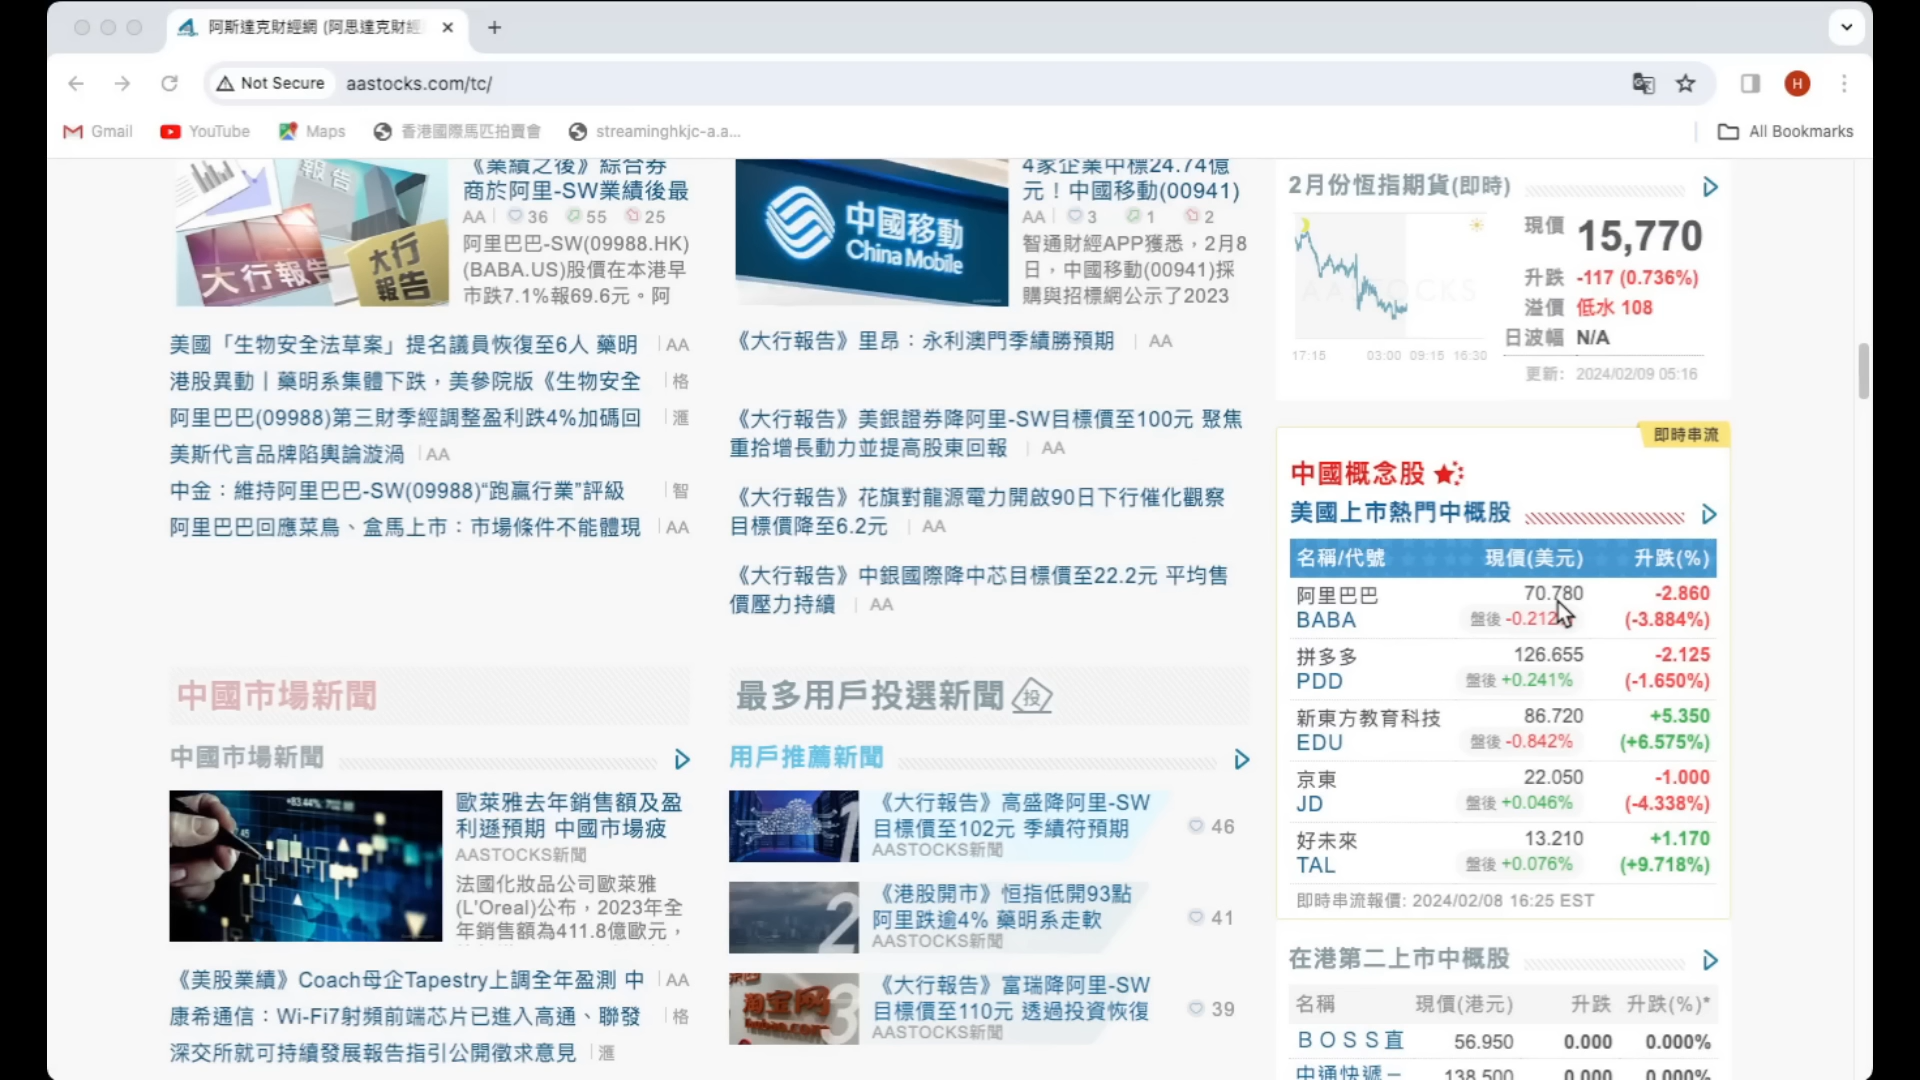 阿斯達克財經網 (阿思達克財經
Not Secure
aastocks.com/tc/
H
Gmail
YouTube
Maps
香港國際馬匹拍賣會
streaminghkjc-a.a...
All Bookmarks
報告
大行報告
大行
報告
《業績之後》綜合券
商於阿里-SW業績後最
AA 36 55 25
阿里巴巴-SW(09988.HK)
(BABA.US)股價在本港早
市跌7.1%報69.6元。阿
美國「生物安全法草案」提名議員恢復至6人 藥明 AA
港股異動丨藥明系集體下跌，美參院版《生物安全 格
阿里巴巴(09988)第三財季經調整盈利跌4%加碼回 滙
美斯代言品牌陷輿論漩渦 AA
中金：維持阿里巴巴-SW(09988)“跑贏行業”評級 智
阿里巴巴回應菜鳥、盒馬上市：市場條件不能體現 AA
中國移動
China Mobile
4家企業中標24.74億
元！中國移動(00941)
AA 3 1 2
智通財經APP獲悉，2月8
日，中國移動(00941)採
購與招標網公示了2023
《大行報告》里昂：永利澳門季績勝預期 AA
《大行報告》美銀證券降阿里-SW目標價至100元 聚焦
重拾增長動力並提高股東回報 AA
《大行報告》花旗對龍源電力開啟90日下行催化觀察
目標價降至6.2元 AA
《大行報告》中銀國際降中芯目標價至22.2元 平均售
價壓力持續 AA
中國市場新聞
中國市場新聞
歐萊雅去年銷售額及盈
利遜預期 中國市場疲
AASTOCKS新聞
法國化妝品公司歐萊雅
(L'Oreal)公布，2023年全
年銷售額為411.8億歐元，
《美股業績》Coach母企Tapestry上調全年盈測 中 AA
康希通信：Wi-Fi7射頻前端芯片已進入高通、聯發 格
深交所就可持續發展報告指引公開徵求意見 滙
最多用戶投選新聞 投
用戶推薦新聞
1
《大行報告》高盛降阿里-SW
目標價至102元 季績符預期
AASTOCKS新聞
46
2
《港股開市》恒指低開93點
阿里跌逾4% 藥明系走軟
AASTOCKS新聞
41
淘宝网
taobao.com
3
《大行報告》富瑞降阿里-SW
目標價至110元 透過投資恢復
AASTOCKS新聞
39
2月份恆指期貨(即時)
AASTOCKS
17:15 03:00 09:15 16:30
現價 15,770
升跌 -117 (0.736%)
溢價 低水 108
日波幅 N/A
更新: 2024/02/09 05:16
即時串流
中國概念股
美國上市熱門中概股
名稱/代號 現價(美元) 升跌(%)
阿里巴巴 70.780 -2.860
BABA 盤後 -0.212 (-3.884%)
拼多多 126.655 -2.125
PDD 盤後 +0.241% (-1.650%)
新東方教育科技 86.720 +5.350
EDU 盤後 -0.842% (+6.575%)
京東 22.050 -1.000
JD 盤後 +0.046% (-4.338%)
好未來 13.210 +1.170
TAL 盤後 +0.076% (+9.718%)
即時串流報價: 2024/02/08 16:25 EST
在港第二上市中概股
名稱 現價(港元) 升跌 升跌(%)*
ＢＯＳＳ直 56.950 0.000 0.000%
中通快遞－ 138.500 0.000 0.000%